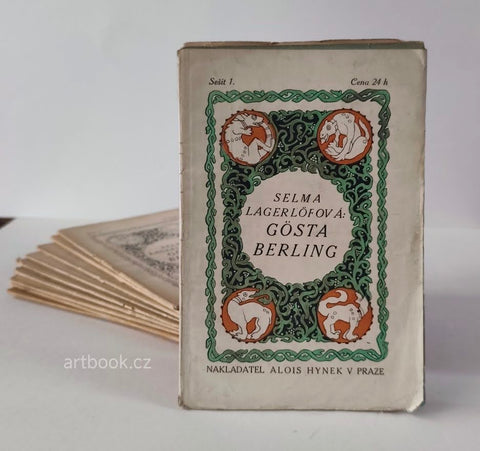 Sešit 1. Cena 24 h
SELMA
LAGERLÖFOVÁ:
GÖSTA
BERLING
NAKLADATEL ALOIS HYNEK V PRAZE
artbook.cz